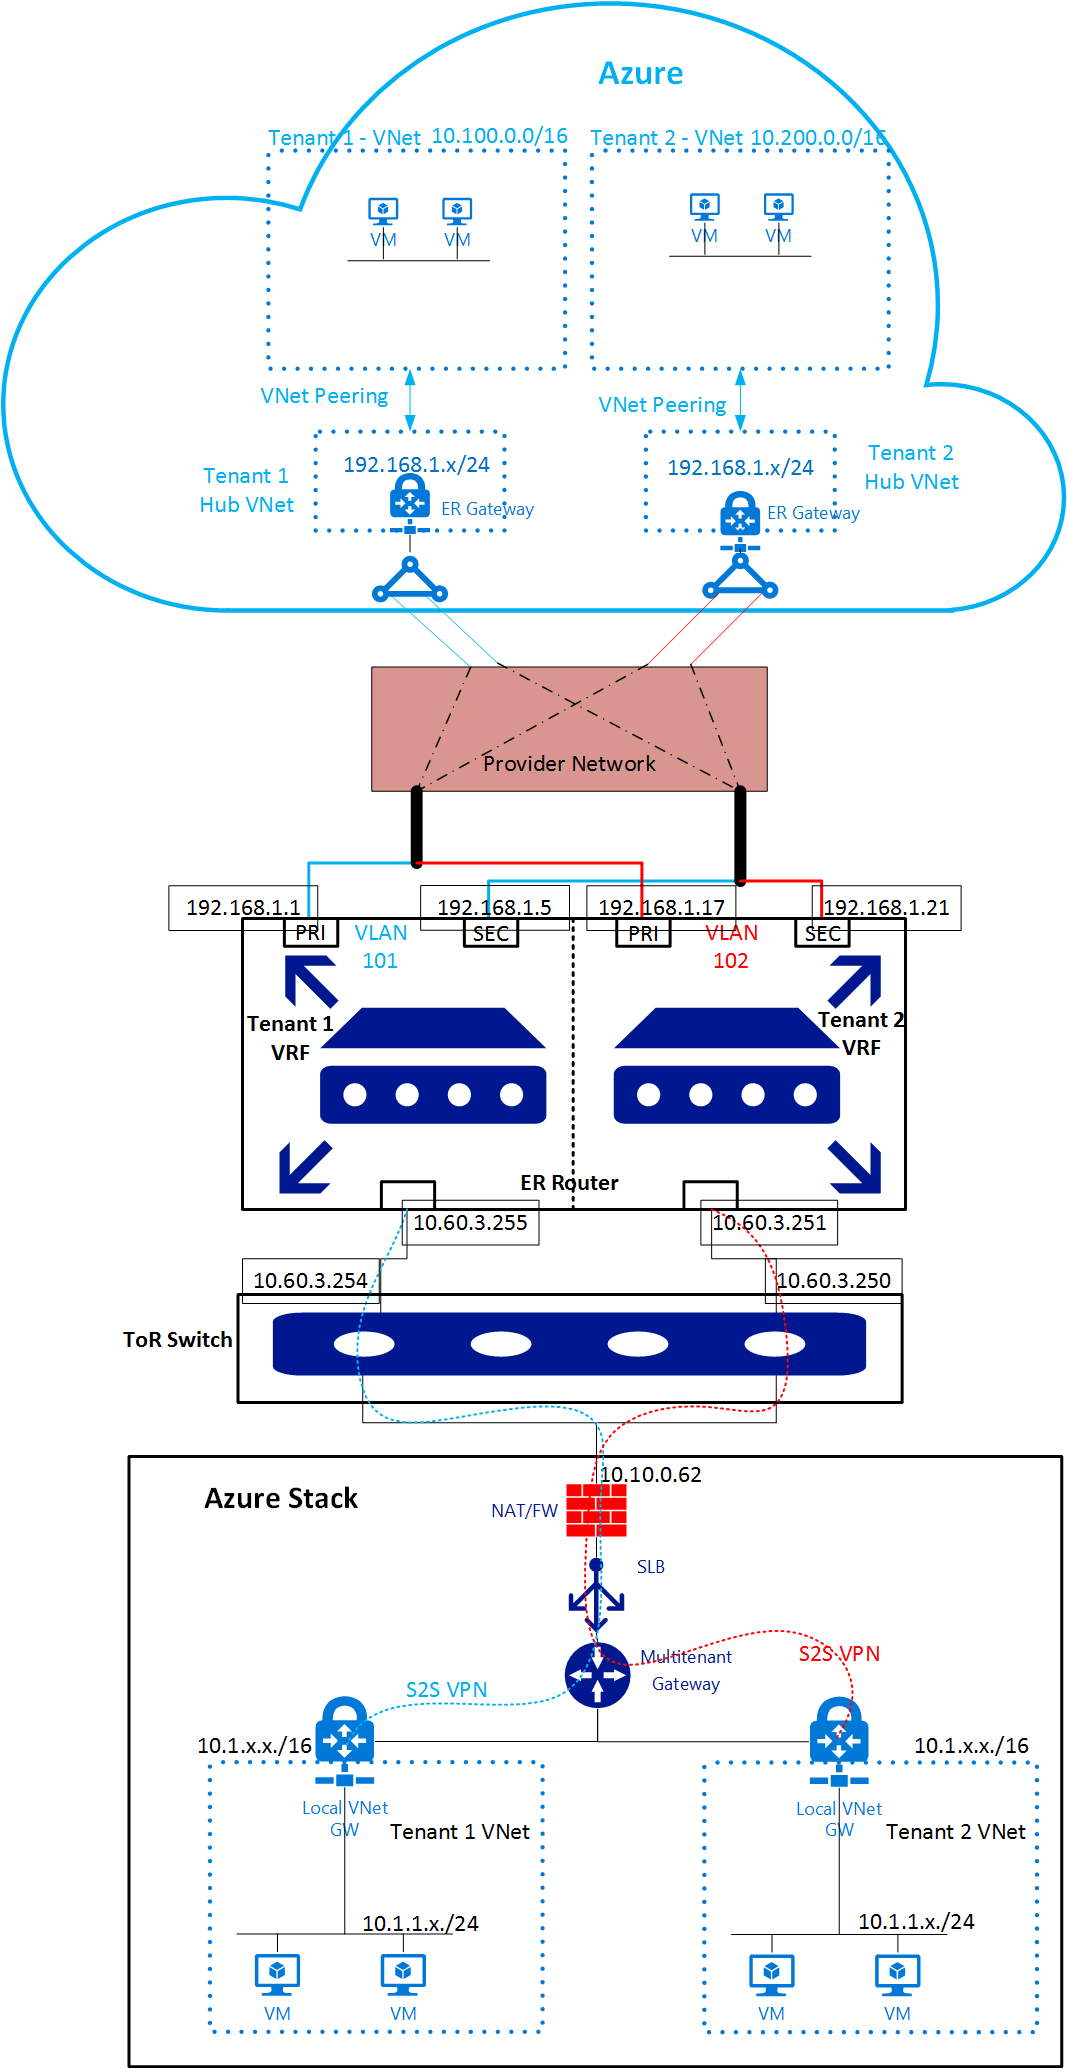 Azure
Tenant 1 - VNet 10.100.0.0/16
Tenant 2 - VNet 10.200.0.0/16
VM
VM
VM
VM
VNet Peering
VNet Peering
Tenant 1
Hub VNet
192.168.1.x/24
ER Gateway
192.168.1.x/24
ER Gateway
Tenant 2
Hub VNet
Provider Network
192.168.1.1
192.168.1.5
192.168.1.17
192.168.1.21
PRI
VLAN
101
SEC
PRI
VLAN
102
SEC
Tenant 1
VRF
Tenant 2
VRF
ER Router
10.60.3.255
10.60.3.251
10.60.3.254
10.60.3.250
ToR Switch
10.10.0.62
Azure Stack
NAT/FW
SLB
Multitenant
Gateway
S2S VPN
S2S VPN
10.1.x.x./16
10.1.x.x./16
Local VNet
GW
Tenant 1 VNet
Local VNet
GW
Tenant 2 VNet
10.1.1.x./24
10.1.1.x./24
VM
VM
VM
VM